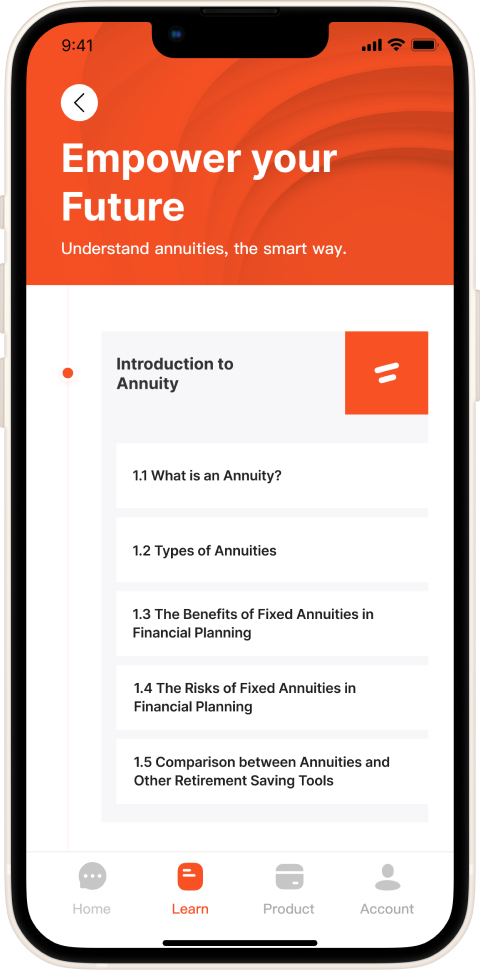 9:41
Empower your
Future
Understand annuities, the smart way.
Introduction to
Annuity
1.1 What is an Annuity?
1.2 Types of Annuities
1.3 The Benefits of Fixed Annuities in
Financial Planning
1.4 The Risks of Fixed Annuities in
Financial Planning
1.5 Comparison between Annuities and
Other Retirement Saving Tools
Home Learn Product Account